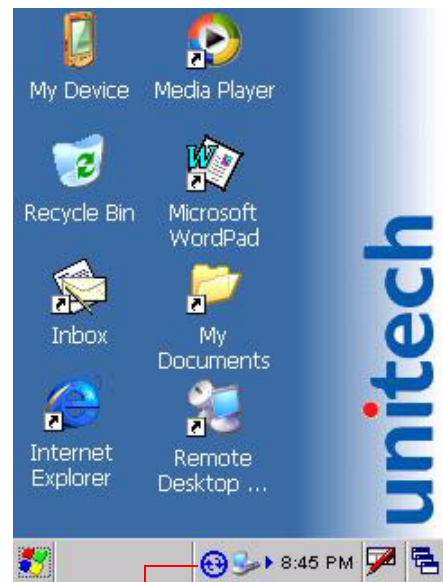 My Device
Media Player
Recycle Bin
Microsoft
WordPad
Inbox
My
Documents
Internet
Explorer
Remote
Desktop ...
unitech
8:45 PM